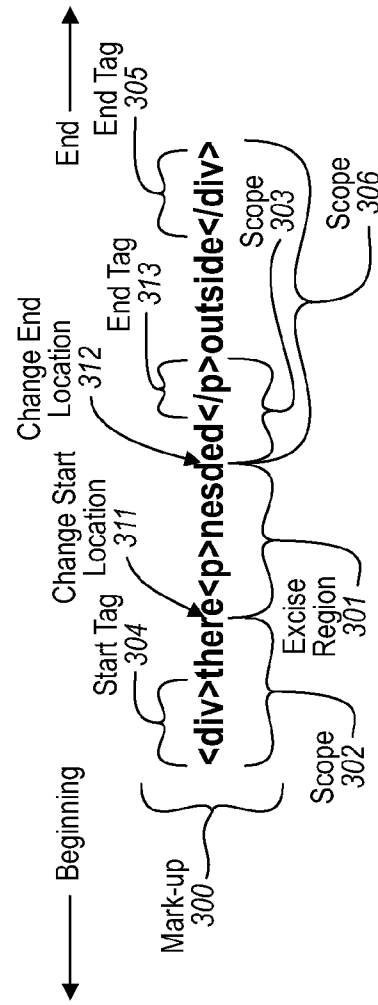 Beginning
End
Start Tag
304
Change Start
Location
311
Change End
Location
312
End Tag
313
End Tag
305
Mark-up
300
<div>there<p>nesded</p>outside</div>
Scope
302
Excise
Region
301
Scope
303
Scope
306